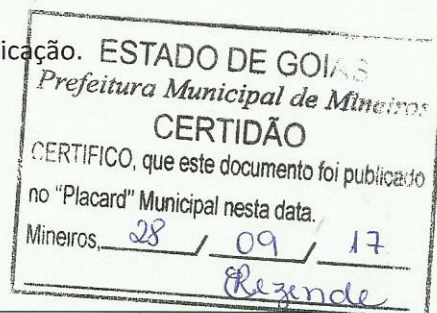 icação.
ESTADO DE GOIÁS
Prefeitura Municipal de Mineiros
CERTIDÃO
CERTIFICO, que este documento foi publicado
no "Placard" Municipal nesta data.
Mineiros, 28 / 09 / 17
Rezende